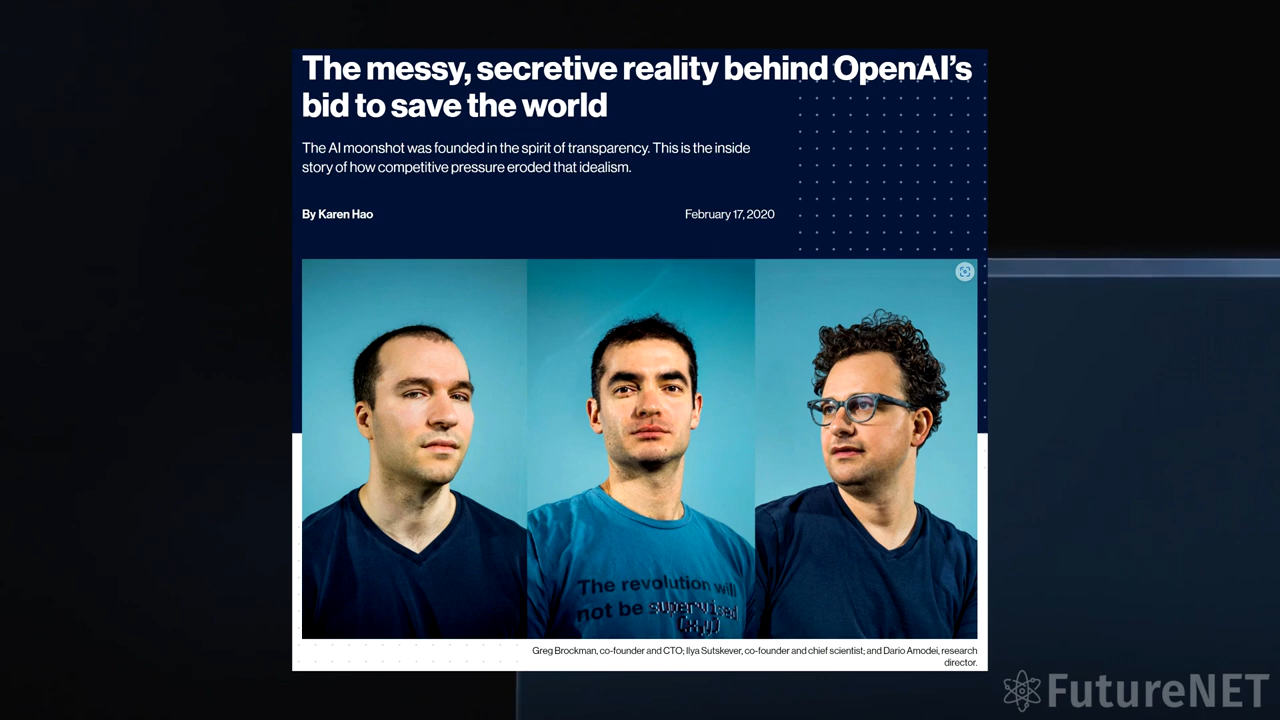 The messy, secretive reality behind OpenAI's
bid to save the world
The AI moonshot was founded in the spirit of transparency. This is the inside
story of how competitive pressure eroded that idealism.
By Karen Hao
February 17, 2020
The revolution will
not be supervised
Greg Brockman, co-founder and CTO; Ilya Sutskever, co-founder and chief scientist; and Dario Amodei, research
director.
FutureNET